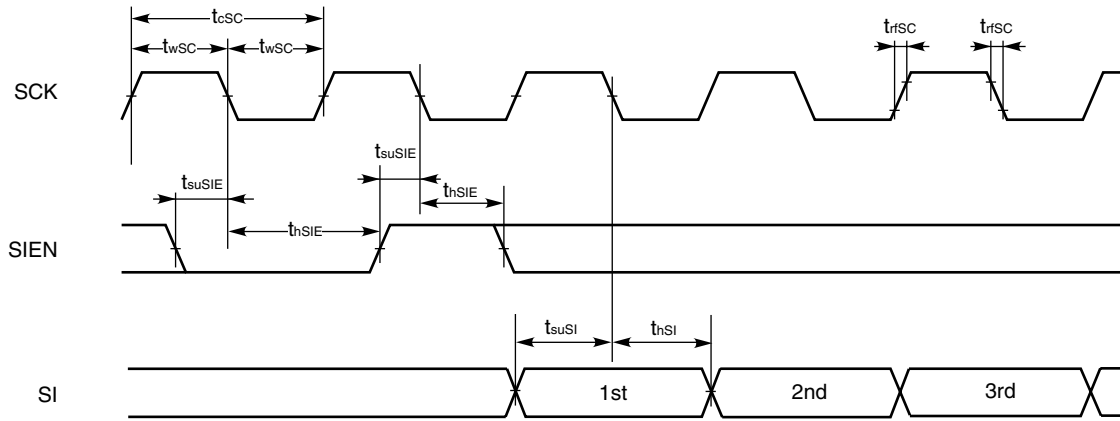 tcSC
twSC twSC
trfSC trfSC
SCK
tsuSIE
tsuSIE
thSIE
thSIE
SIEN
tsuSI thSI
SI 1st 2nd 3rd